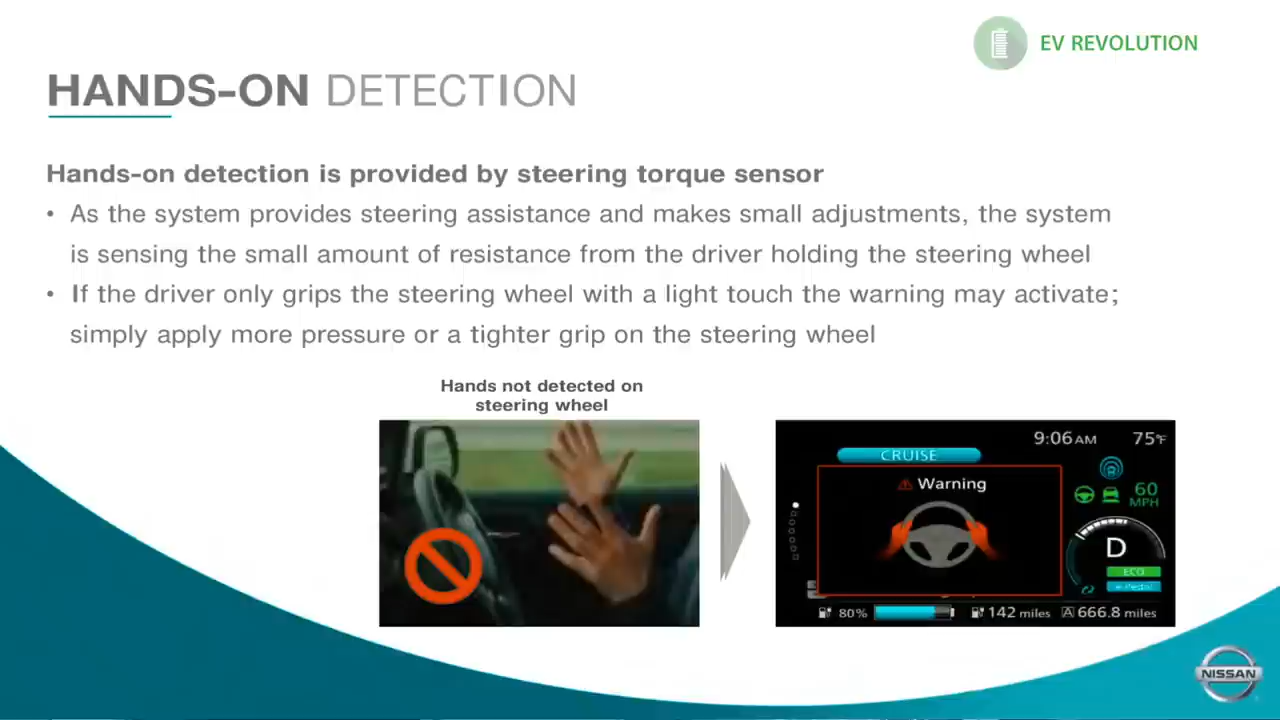 EV REVOLUTION
HANDS-ON DETECTION
Hands-on detection is provided by steering torque sensor
• As the system provides steering assistance and makes small adjustments, the system
is sensing the small amount of resistance from the driver holding the steering wheel
• If the driver only grips the steering wheel with a light touch the warning may activate;
simply apply more pressure or a tighter grip on the steering wheel
Hands not detected on
steering wheel
9:06 AM 75°F
CRUISE
Warning
60
MPH
D
ECO
e-Pedal
80% 142 miles A 666.8 miles
NISSAN